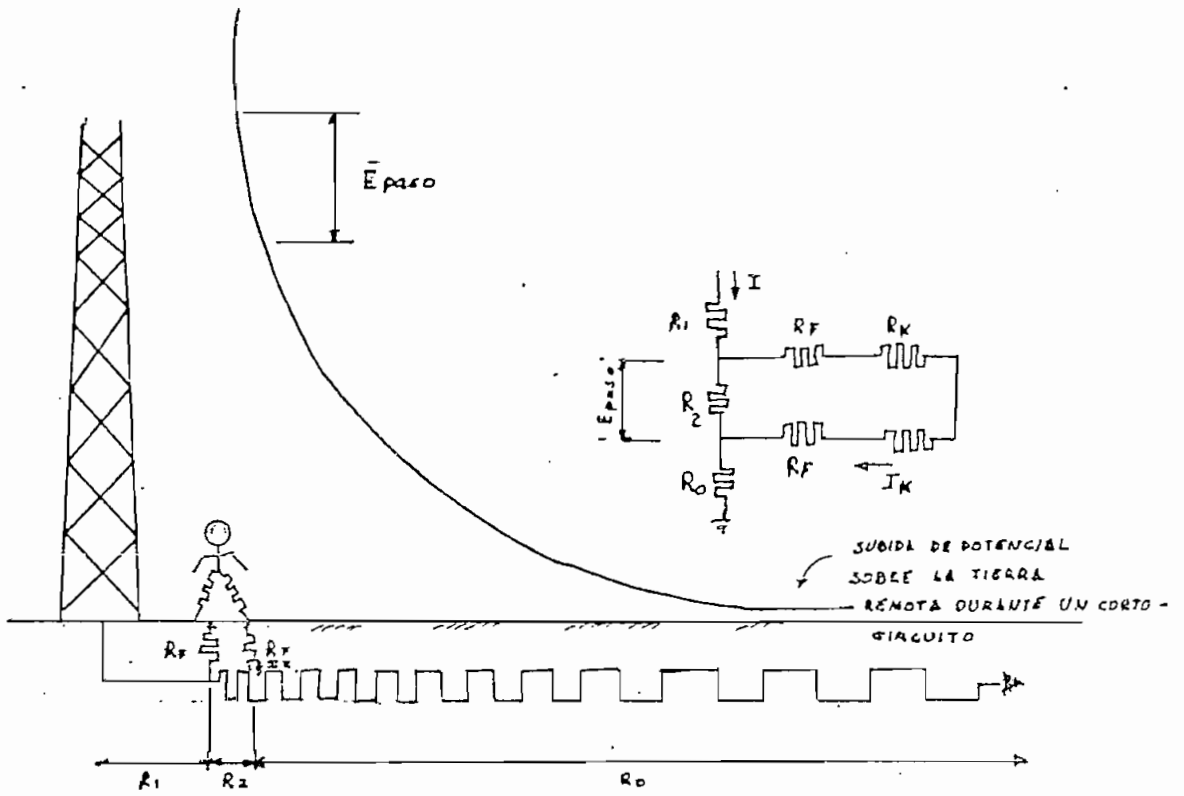 Ē paso
I
R1
RF
RK
E paso
R2
RF
IK
R0
SUBIDA DE POTENCIAL
SOBRE LA TIERRA
REMOTA DURANTE UN CORTO-
CIRCUITO
RF
RF
IK
R1
R2
R0